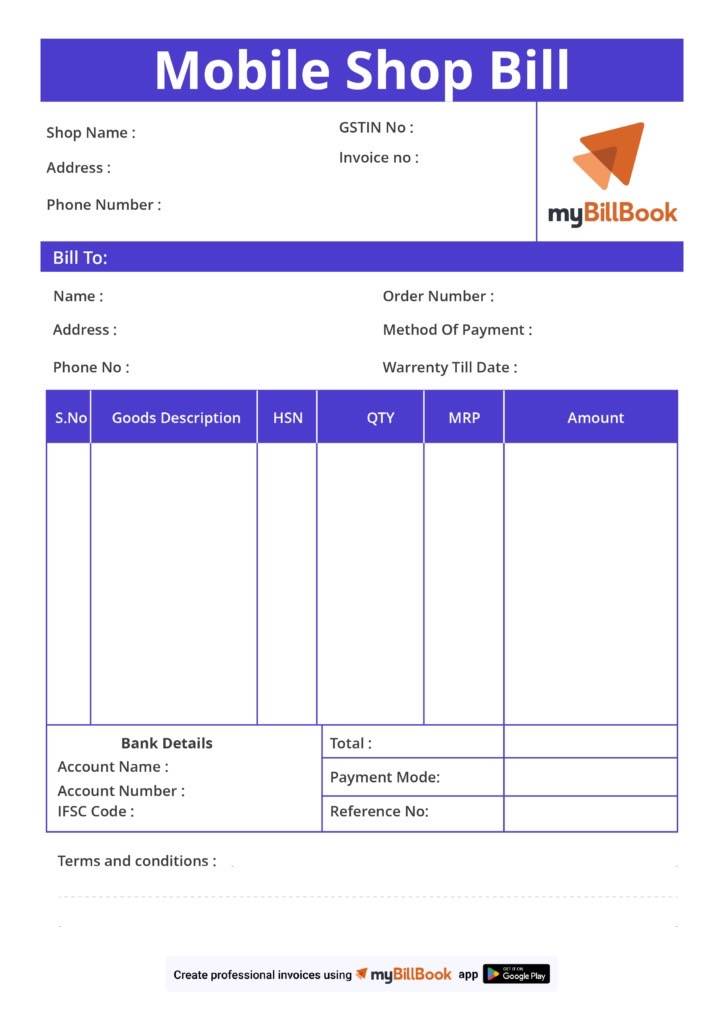 Mobile Shop Bill
Shop Name :
GSTIN No :
Address :
Invoice no :
Phone Number :
myBillBook
Bill To:
Name :
Order Number :
Address :
Method Of Payment :
Phone No :
Warrenty Till Date :
S.No Goods Description HSN QTY MRP Amount
Bank Details
Account Name :
Account Number :
IFSC Code :
Total :
Payment Mode:
Reference No:
Terms and conditions :
Create professional invoices using myBillBook app GET IT ON Google Play